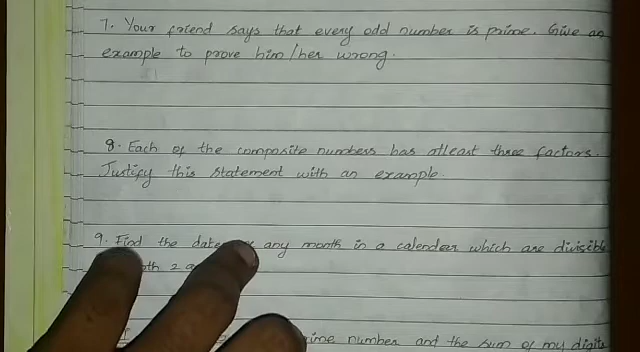 7. Your friend says that every odd number is prime. Give an
example to prove him/her wrong.
8. Each of the composite numbers has atleast three factors.
Justify this statement with an example.
9. Find the dates any month in a calender which are divisible
2
number and the sum of my digits